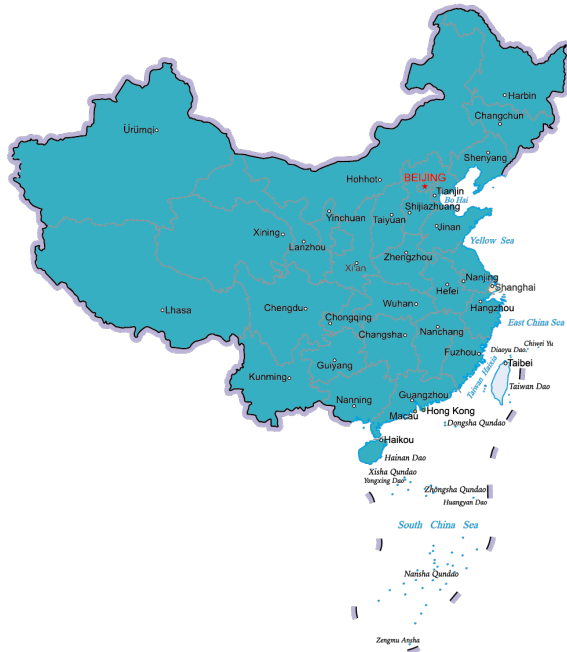 Harbin
Changchun
Ürümqi
Shenyang
BEIJING
Hohhot
Tianjin
Bo Hai
Shijiazhuang
Yinchuan
Taiyuan
Jinan
Xining
Lanzhou
Yellow Sea
Zhengzhou
Xi'an
Nanjing
Hefei
Shanghai
Lhasa
Chengdu
Wuhan
Hangzhou
Chongqing
East China Sea
Nanchang
Changsha
Chiwei Yu
Diaoyu Dao
Fuzhou
Guiyang
Taibei
Taiwan Haixia
Kunming
Taiwan Dao
Guangzhou
Nanning
Hong Kong
Macau
Dongsha Qundao
Haikou
Hainan Dao
Xisha Qundao
Yongxing Dao
Zhongsha Qundao
Huangyan Dao
South China Sea
Nansha Qundao
Zengmu Ansha